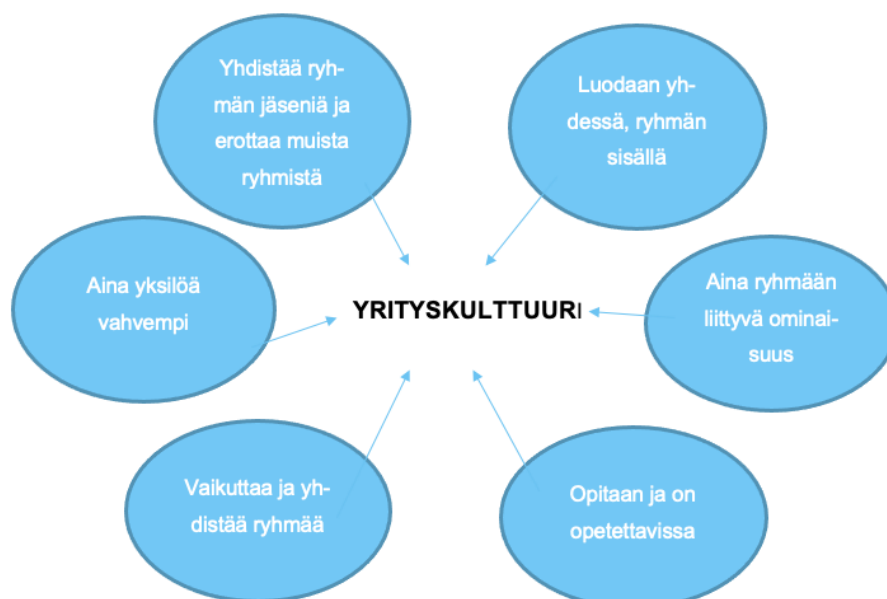 Yhdistää ryh-
män jäseniä ja
erottaa muista
ryhmistä
Luodaan yh-
dessä, ryhmän
sisällä
Aina yksilöä
vahvempi
YRITYSKULTTUURI
Aina ryhmään
liittyvä ominai-
suus
Vaikuttaa ja yh-
distää ryhmää
Opitaan ja on
opetettavissa